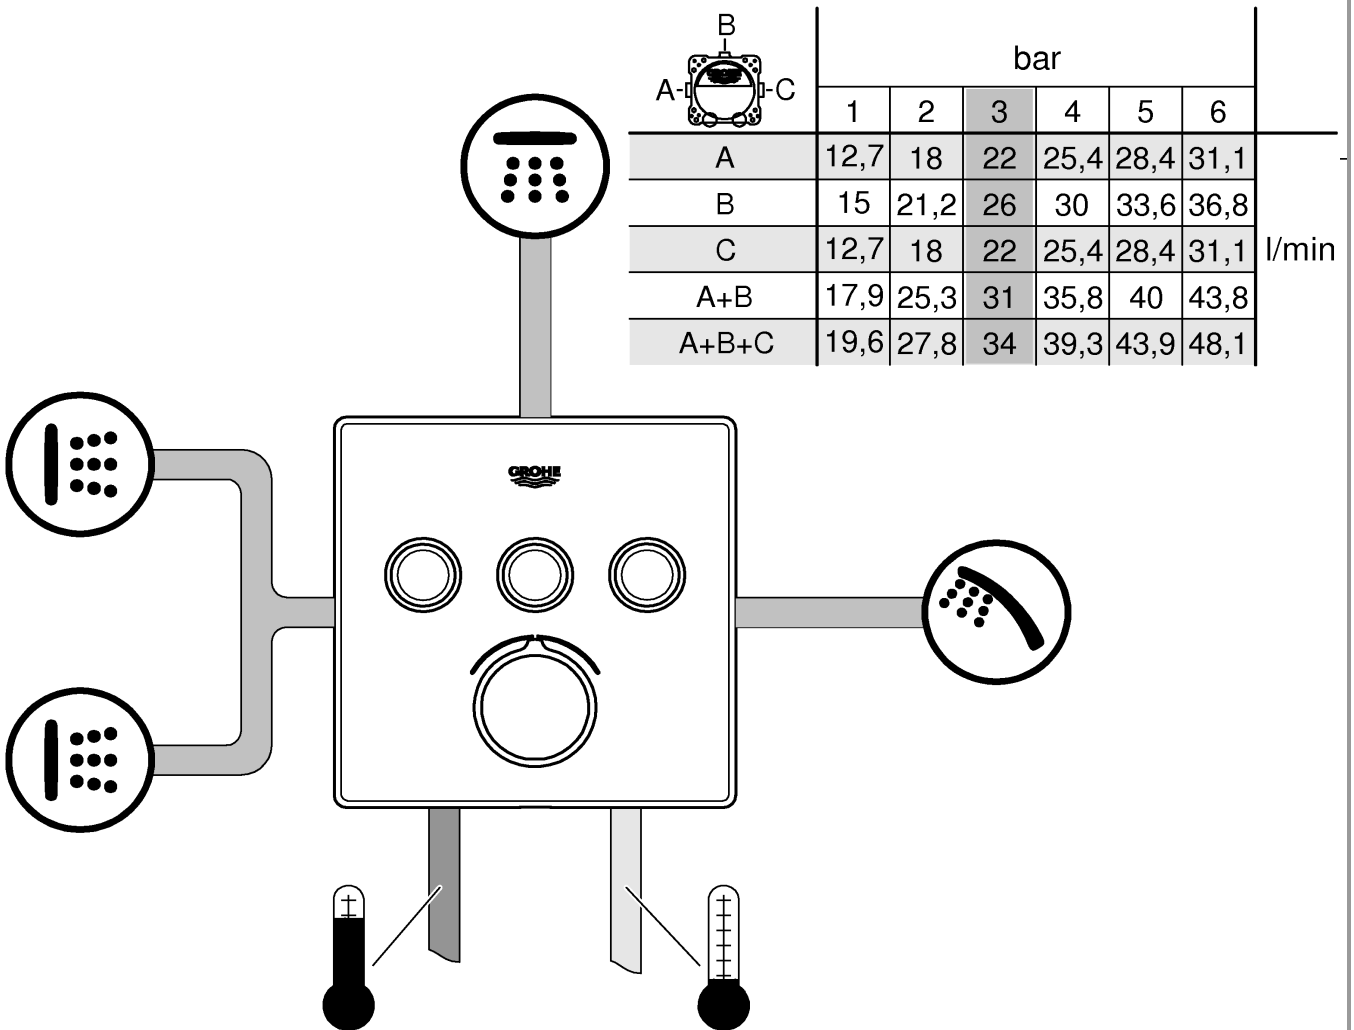 B
A C
bar
1 2 3 4 5 6
A 12,7 18 22 25,4 28,4 31,1
B 15 21,2 26 30 33,6 36,8
C 12,7 18 22 25,4 28,4 31,1 l/min
A+B 17,9 25,3 31 35,8 40 43,8
A+B+C 19,6 27,8 34 39,3 43,9 48,1
GROHE